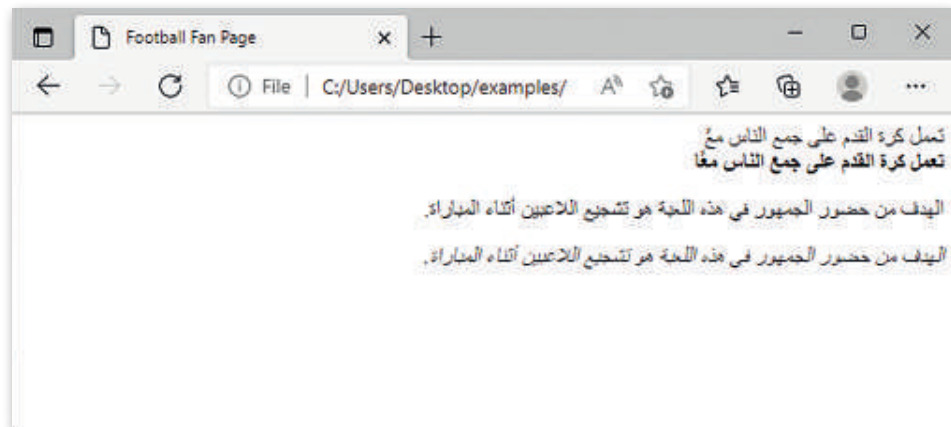 Football Fan Page
File | C:/Users/Desktop/examples/
تعمل كرة القدم على جمع الناس معً
تعمل كرة القدم على جمع الناس معًا
الهدف من حضور الجمهور في هذه اللعبة هو تشجيع اللاعبين أثناء المباراة.
الهدف من حضور الجمهور في هذه اللعبة هو تشجيع اللاعبين أثناء المباراة.